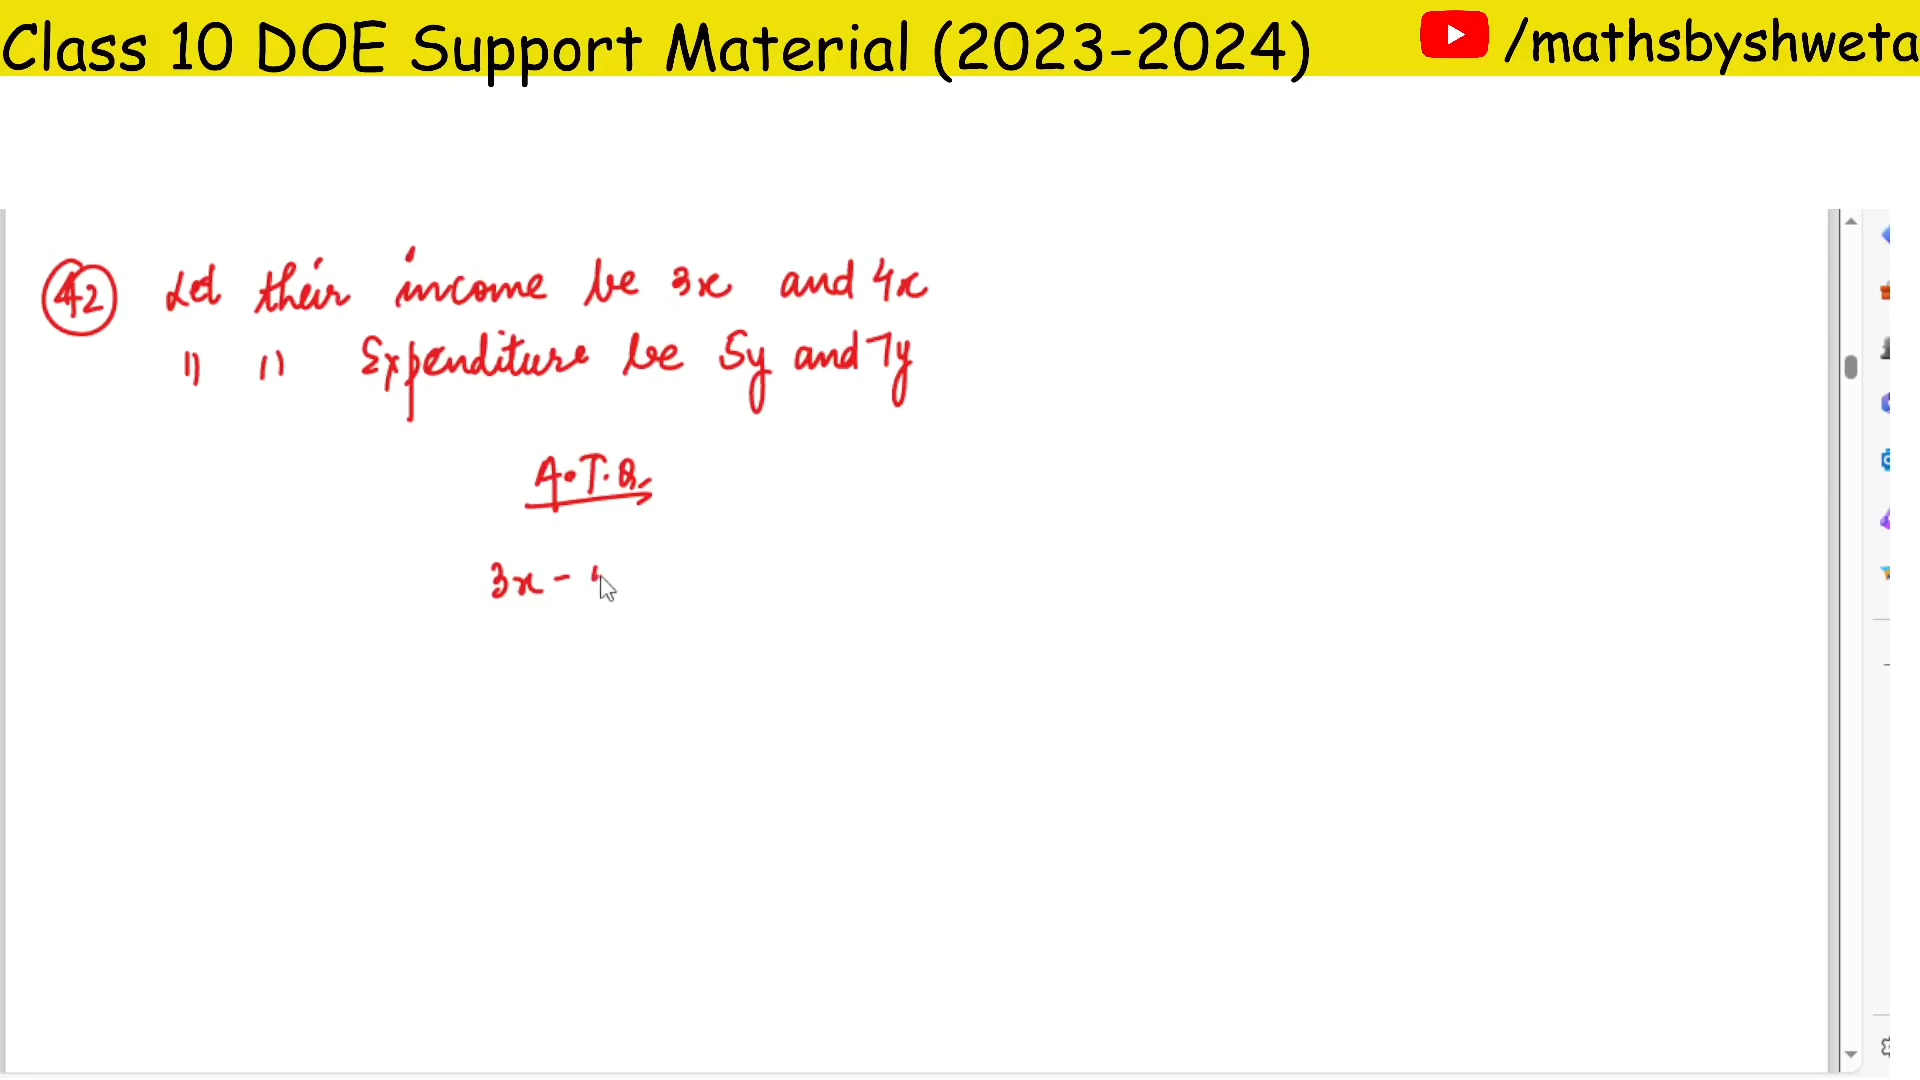 Class 10 DOE Support Material (2023-2024)
/mathsbyshweta
42 Let their income be 3x and 4x
" " Expenditure be 5y and 7y
A.T.Q.
3x -